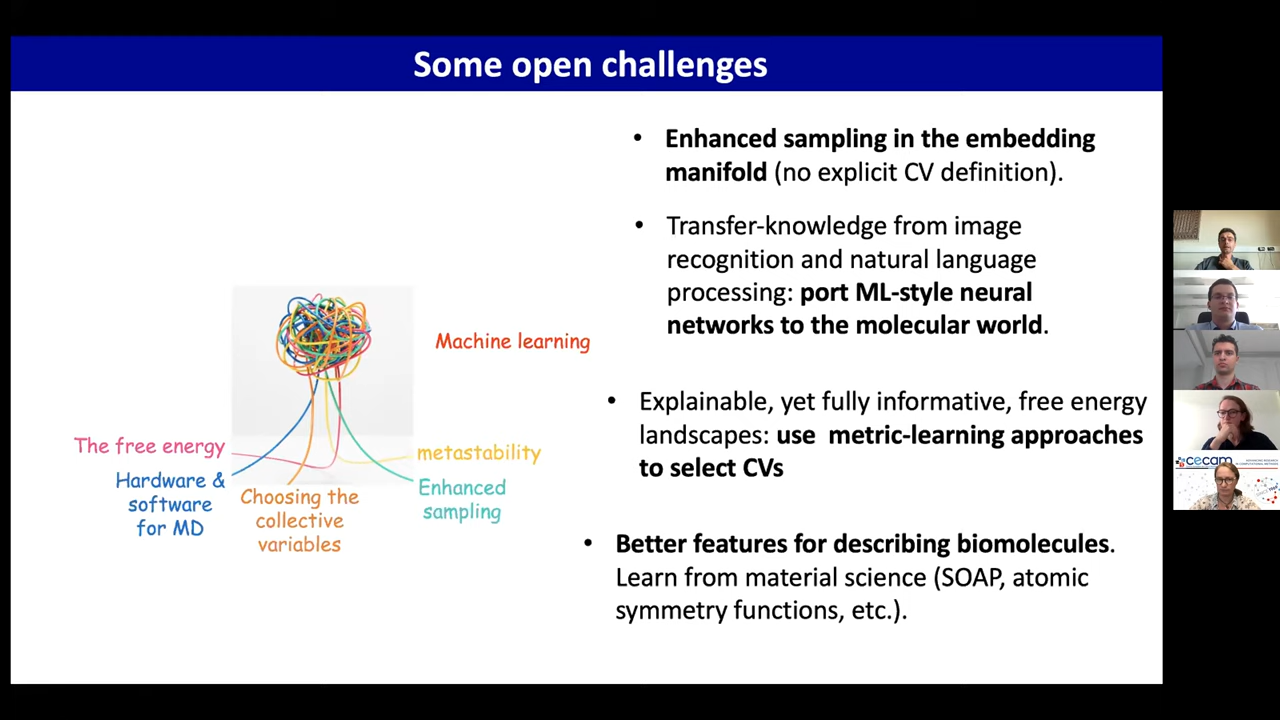 Some open challenges
• Enhanced sampling in the embedding
manifold (no explicit CV definition).
• Transfer-knowledge from image
recognition and natural language
processing: port ML-style neural
networks to the molecular world.
• Explainable, yet fully informative, free energy
landscapes: use metric-learning approaches
to select CVs
• Better features for describing biomolecules.
Learn from material science (SOAP, atomic
symmetry functions, etc.).
Machine learning
The free energy
Hardware &
software
for MD
Choosing the
collective
variables
metastability
Enhanced
sampling
cecam